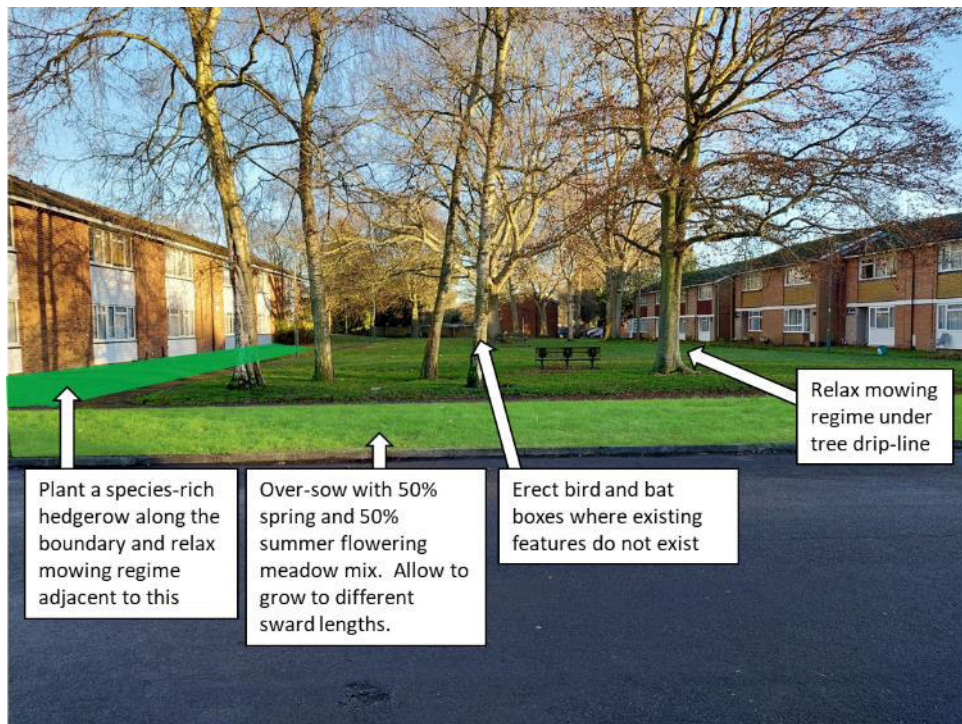 Plant a species-rich
hedgerow along the
boundary and relax
mowing regime
adjacent to this
Over-sow with 50%
spring and 50%
summer flowering
meadow mix.  Allow to
grow to different
sward lengths.
Erect bird and bat
boxes where existing
features do not exist
Relax mowing
regime under
tree drip-line